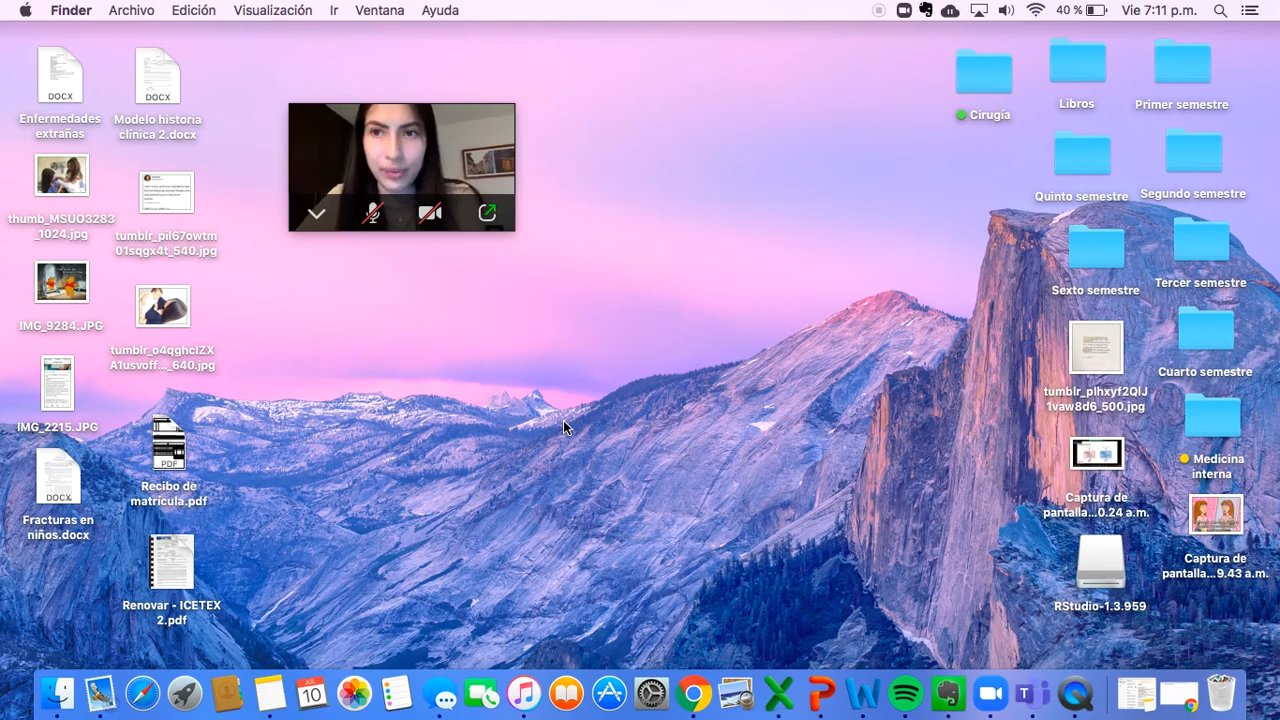 Finder Archivo Edición Visualización Ir Ventana Ayuda 40 % Vie 7:11 p.m.
DOCX
Enfermedades
extrañas
DOCX
Modelo historia
clínica 2.docx
thumb_MSUO3283
_1024.jpg
tumblr_pil67owtm
01sqgx4t_540.jpg
IMG_9284.JPG
tumblr_o4qghclZX
A1usvoff..._640.jpg
IMG_2215.JPG
PDF
Recibo de
matricula.pdf
DOCX
Fracturas en
niños.docx
Renovar - ICETEX
2.pdf
Cirugía
Libros
Primer semestre
Quinto semestre
Segundo semestre
Sexto semestre
Tercer semestre
tumblr_plhxyf2QlJ
1vaw8d6_500.jpg
Cuarto semestre
Captura de
pantalla...0.24 a.m.
Medicina
interna
RStudio-1.3.959
Captura de
pantalla...9.43 a.m.
JUL
10